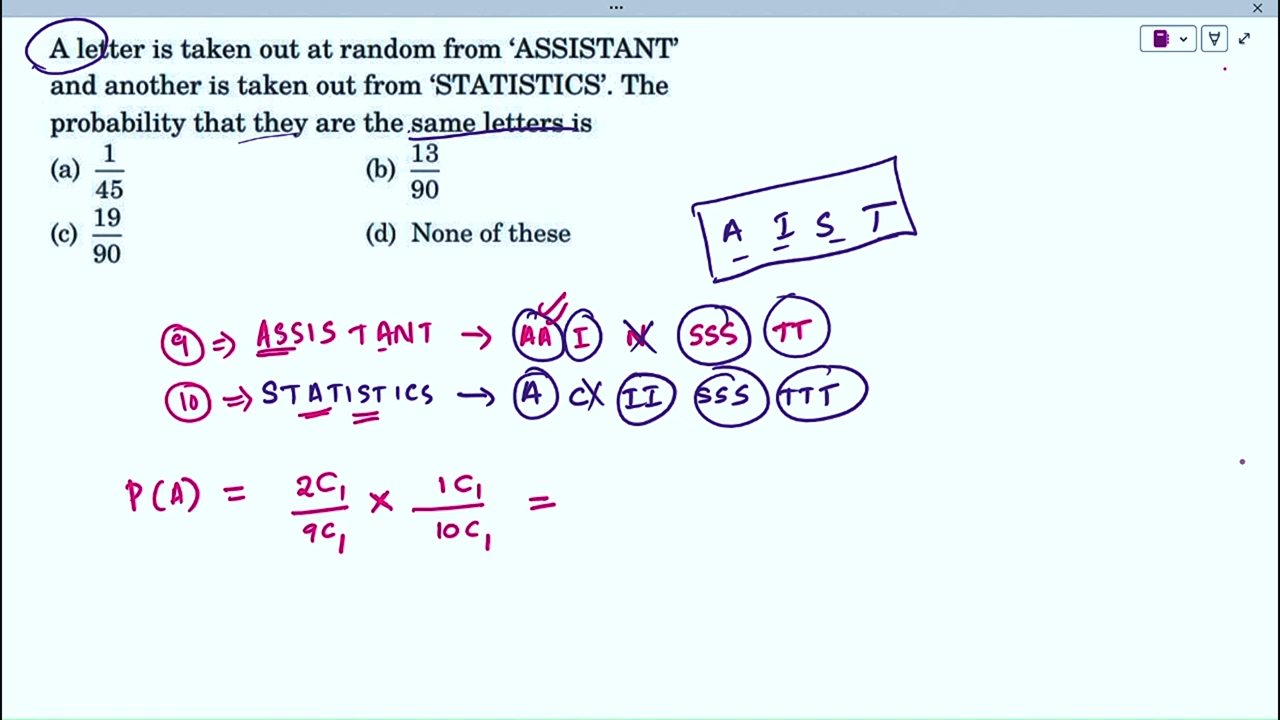 A letter is taken out at random from ‘ASSISTANT’
and another is taken out from ‘STATISTICS’. The
probability that they are the same letters is
(a) 1/45 (b) 13/90
(c) 19/90 (d) None of these
A I S T
9 ⇒ ASSISTANT → AA I N SSS TT
10 ⇒ STATISTICS → A C II SSS TTT
P(A) = 2C₁/9C₁ × 1C₁/10C₁ =